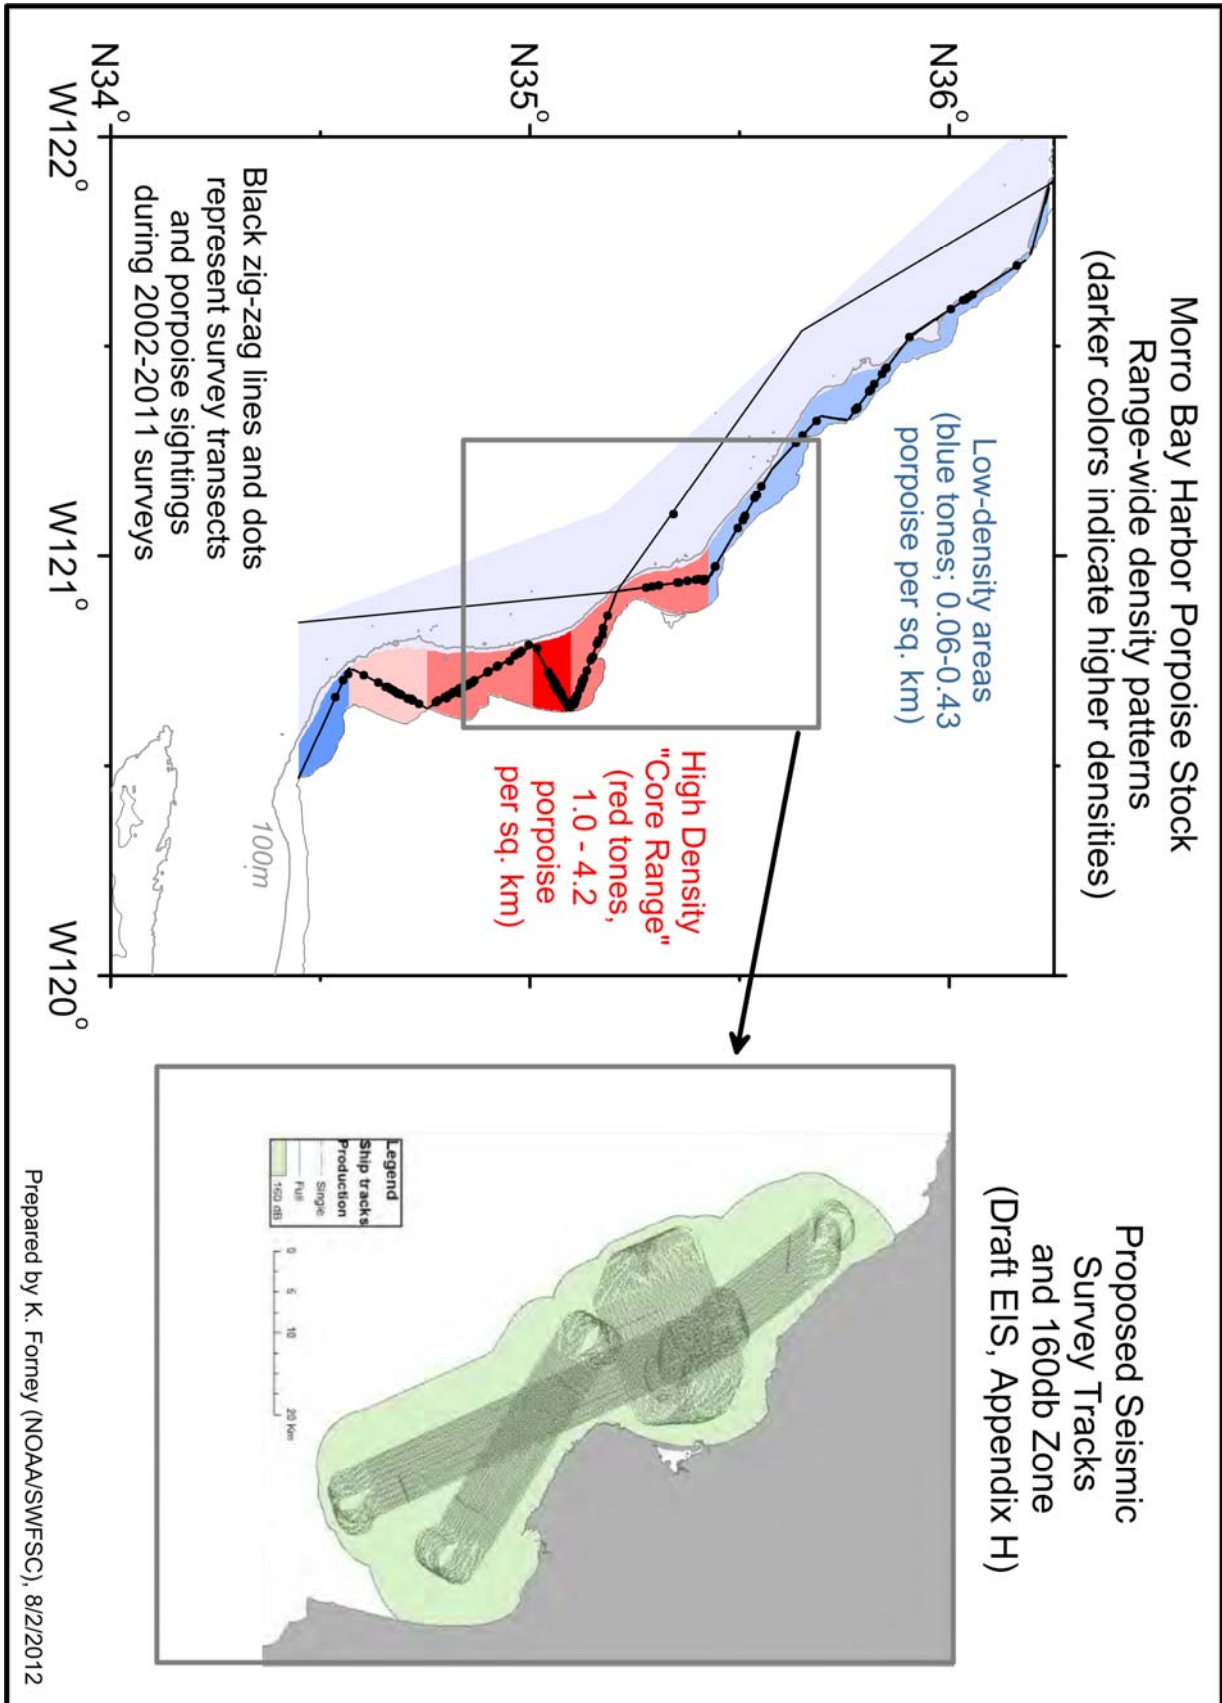 Morro Bay Harbor Porpoise Stock
Range-wide density patterns
(darker colors indicate higher densities)
N36°
N35°
N34°
W122°
W121°
W120°
Low-density areas
(blue tones; 0.06-0.43
porpoise per sq. km)
High Density
"Core Range"
(red tones,
1.0 - 4.2
porpoise
per sq. km)
Black zig-zag lines and dots
represent survey transects
and porpoise sightings
during 2002-2011 surveys
100m
Proposed Seismic
Survey Tracks
and 160db Zone
(Draft EIS, Appendix H)
Legend
Ship tracks
Production
Single
Full
160 dB
0 5 10 20 Km
Prepared by K. Forney (NOAA/SWFSC), 8/2/2012